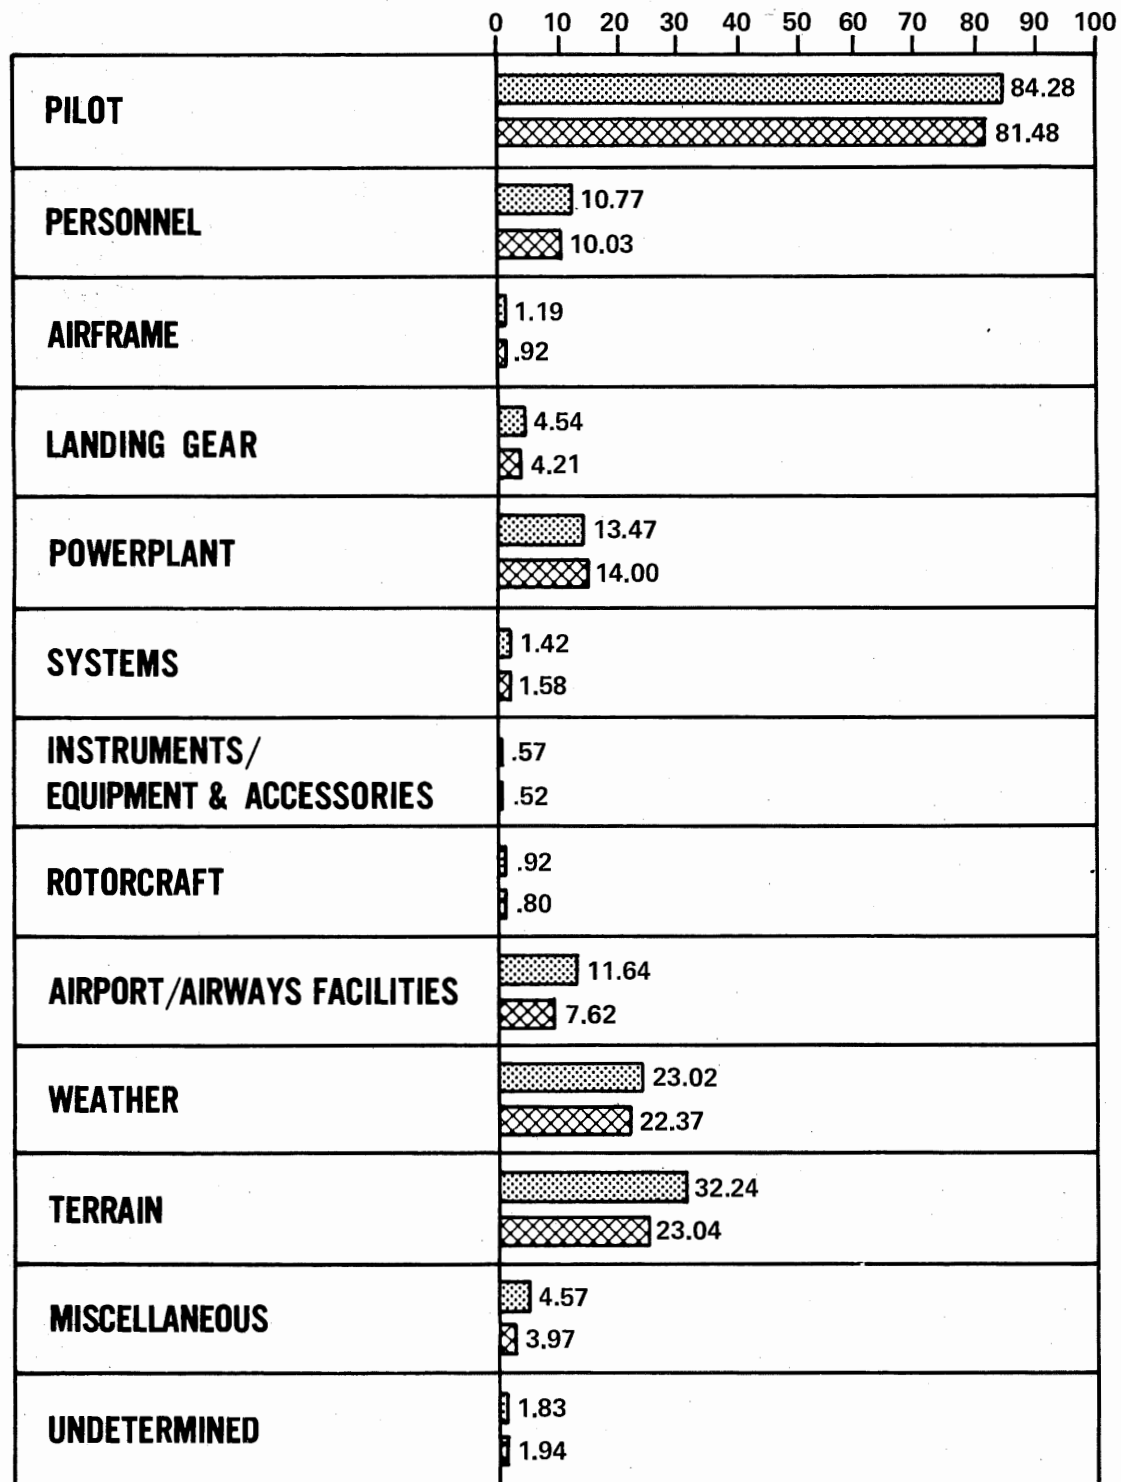 0 10 20 30 40 50 60 70 80 90 100
PILOT
84.28
81.48
PERSONNEL
10.77
10.03
AIRFRAME
1.19
.92
LANDING GEAR
4.54
4.21
POWERPLANT
13.47
14.00
SYSTEMS
1.42
1.58
INSTRUMENTS/
EQUIPMENT & ACCESSORIES
.57
.52
ROTORCRAFT
.92
.80
AIRPORT/AIRWAYS FACILITIES
11.64
7.62
WEATHER
23.02
22.37
TERRAIN
32.24
23.04
MISCELLANEOUS
4.57
3.97
UNDETERMINED
1.83
1.94